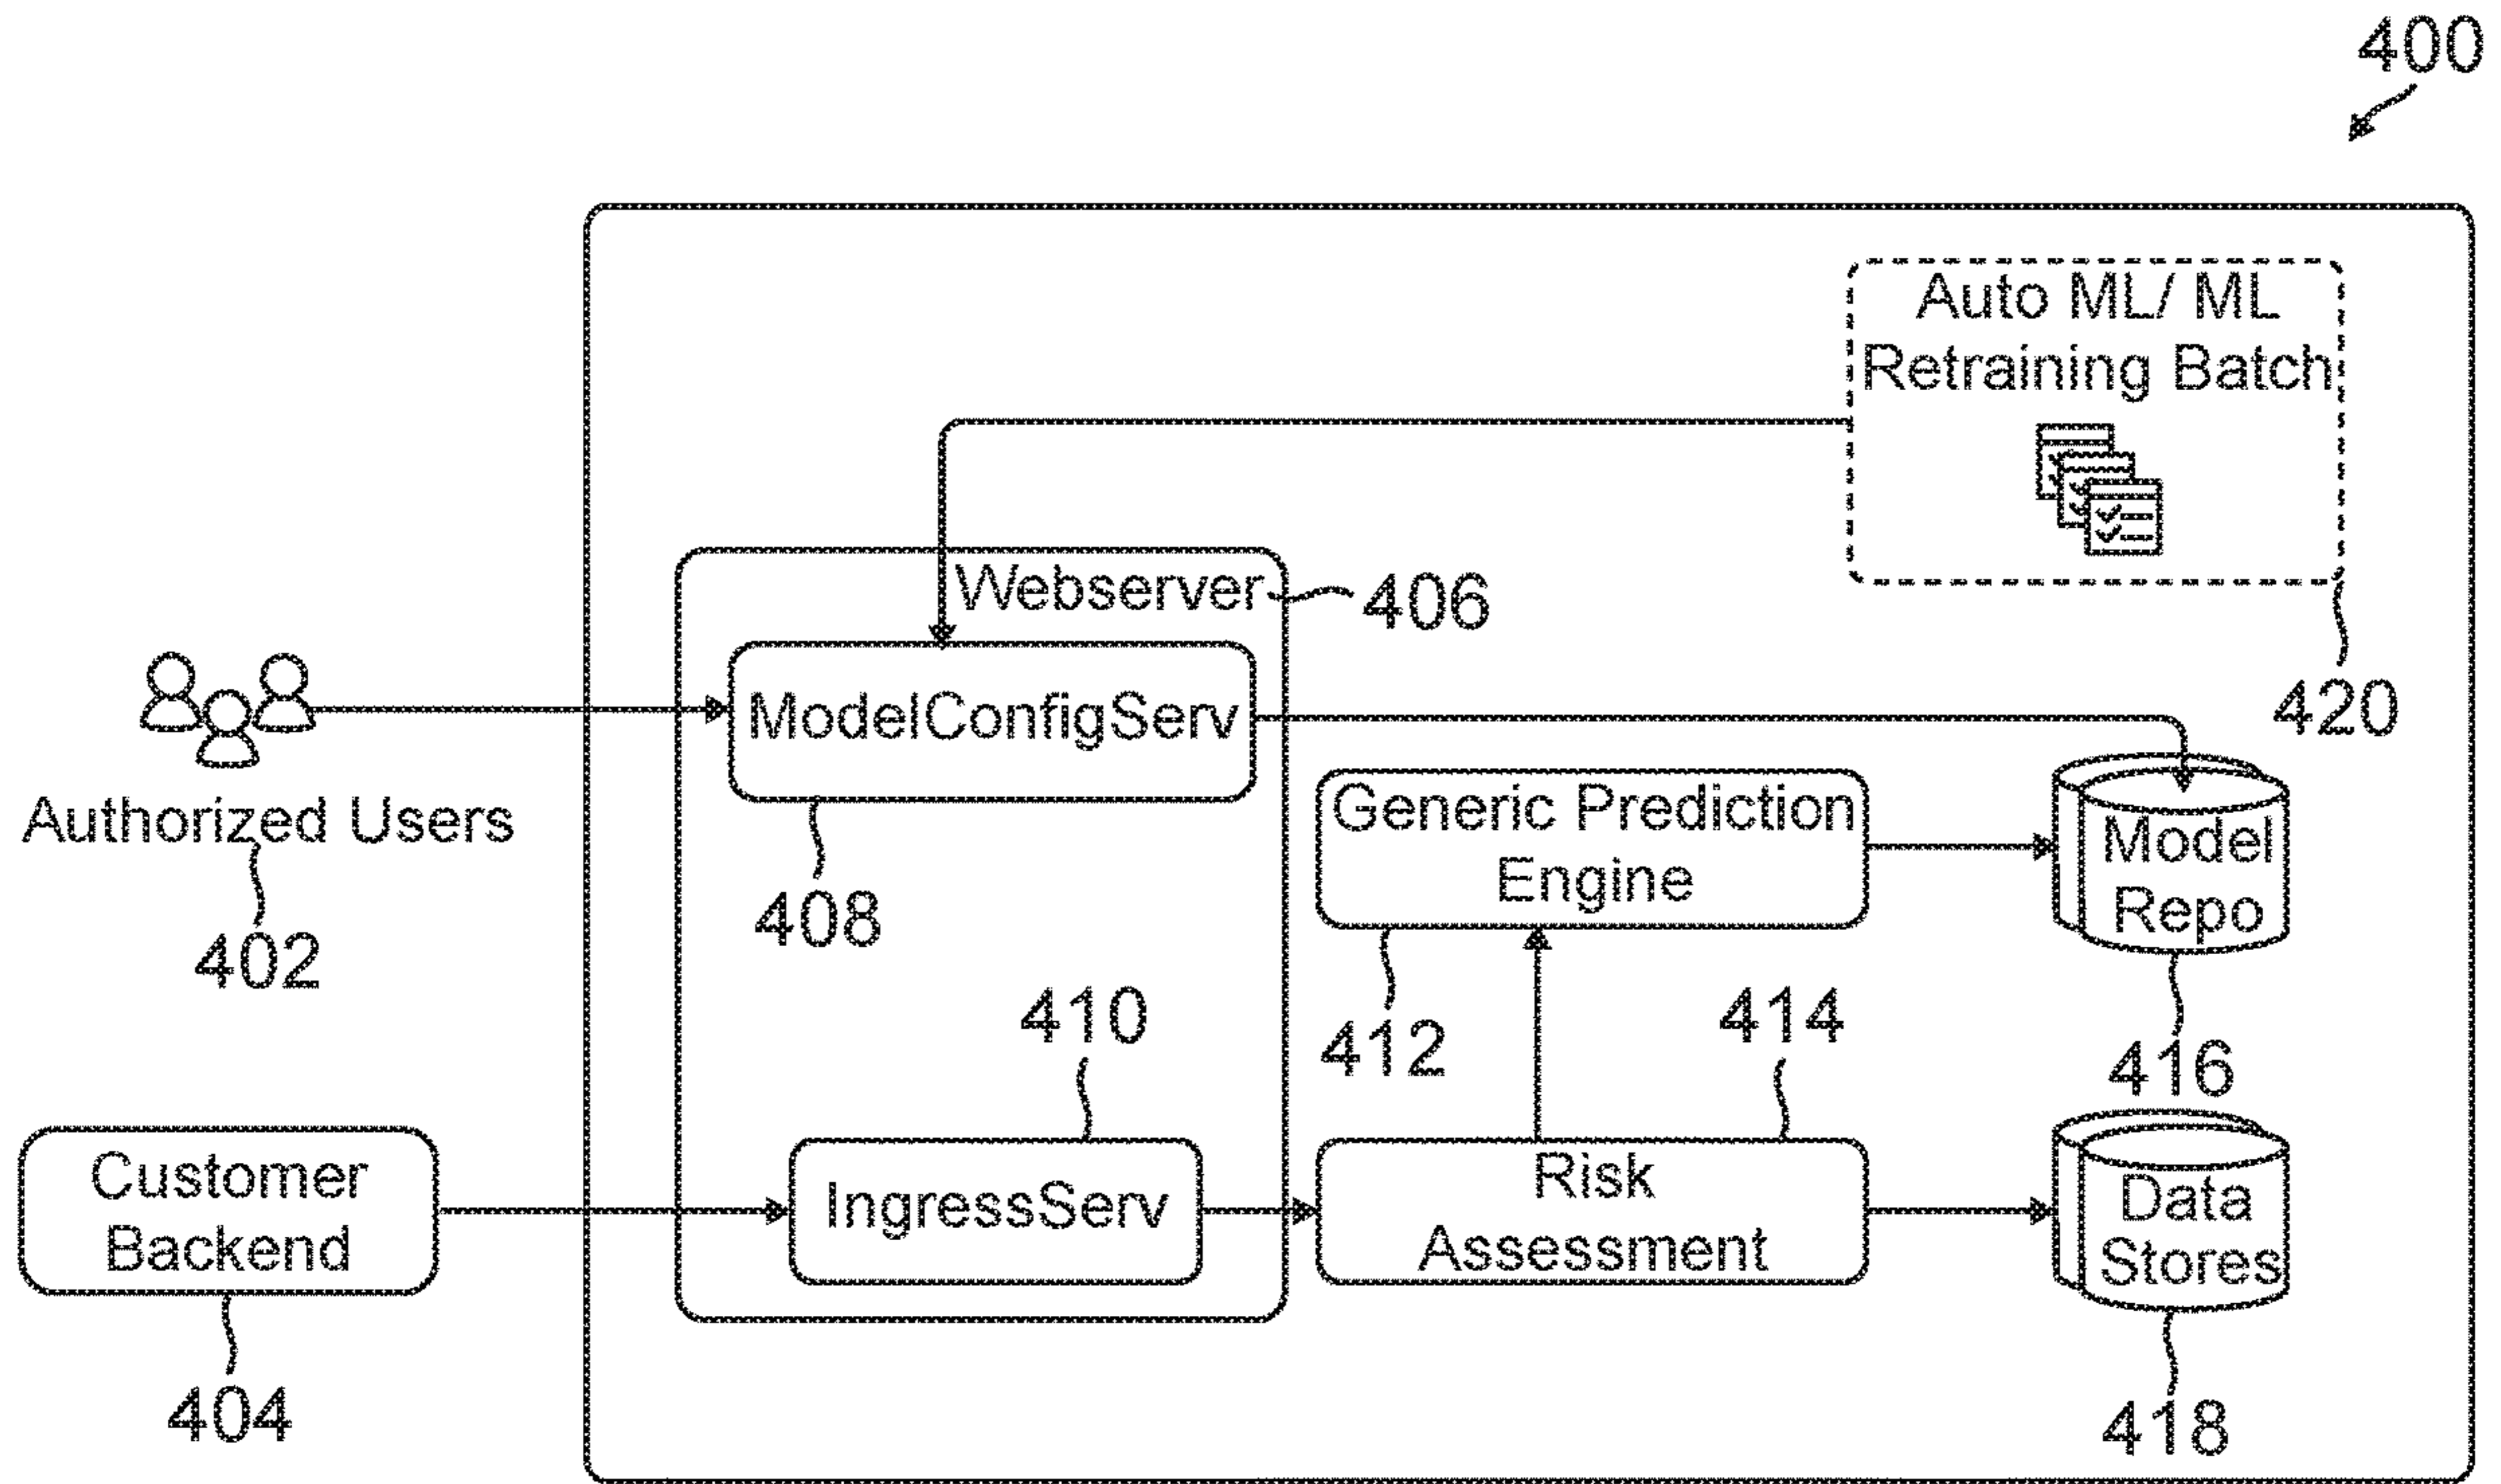 400
Auto ML/ ML
Retraining Batch
Webserver
406
420
ModelConfigServ
Authorized Users
402
408
Generic Prediction
Engine
412
Model
Repo
416
410
414
Customer
Backend
404
IngressServ
Risk
Assessment
Data
Stores
418